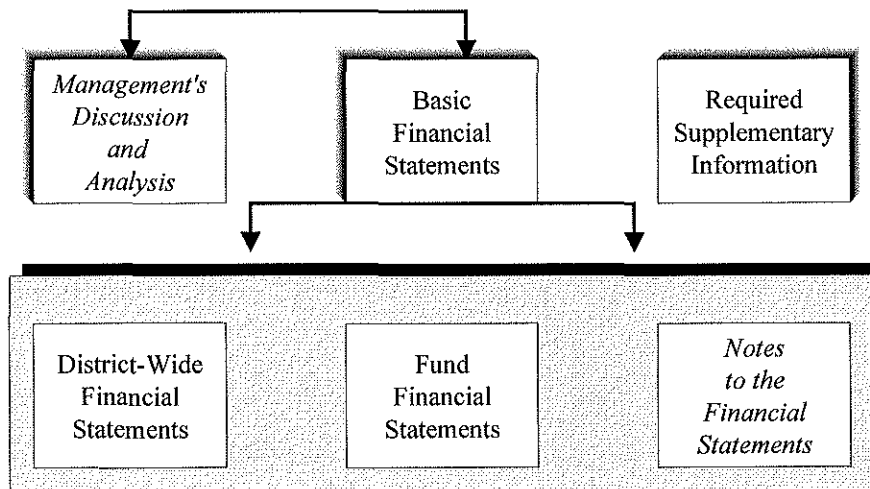 Management's
Discussion
and
Analysis
Basic
Financial
Statements
Required
Supplementary
Information
District-Wide
Financial
Statements
Fund
Financial
Statements
Notes
to the
Financial
Statements